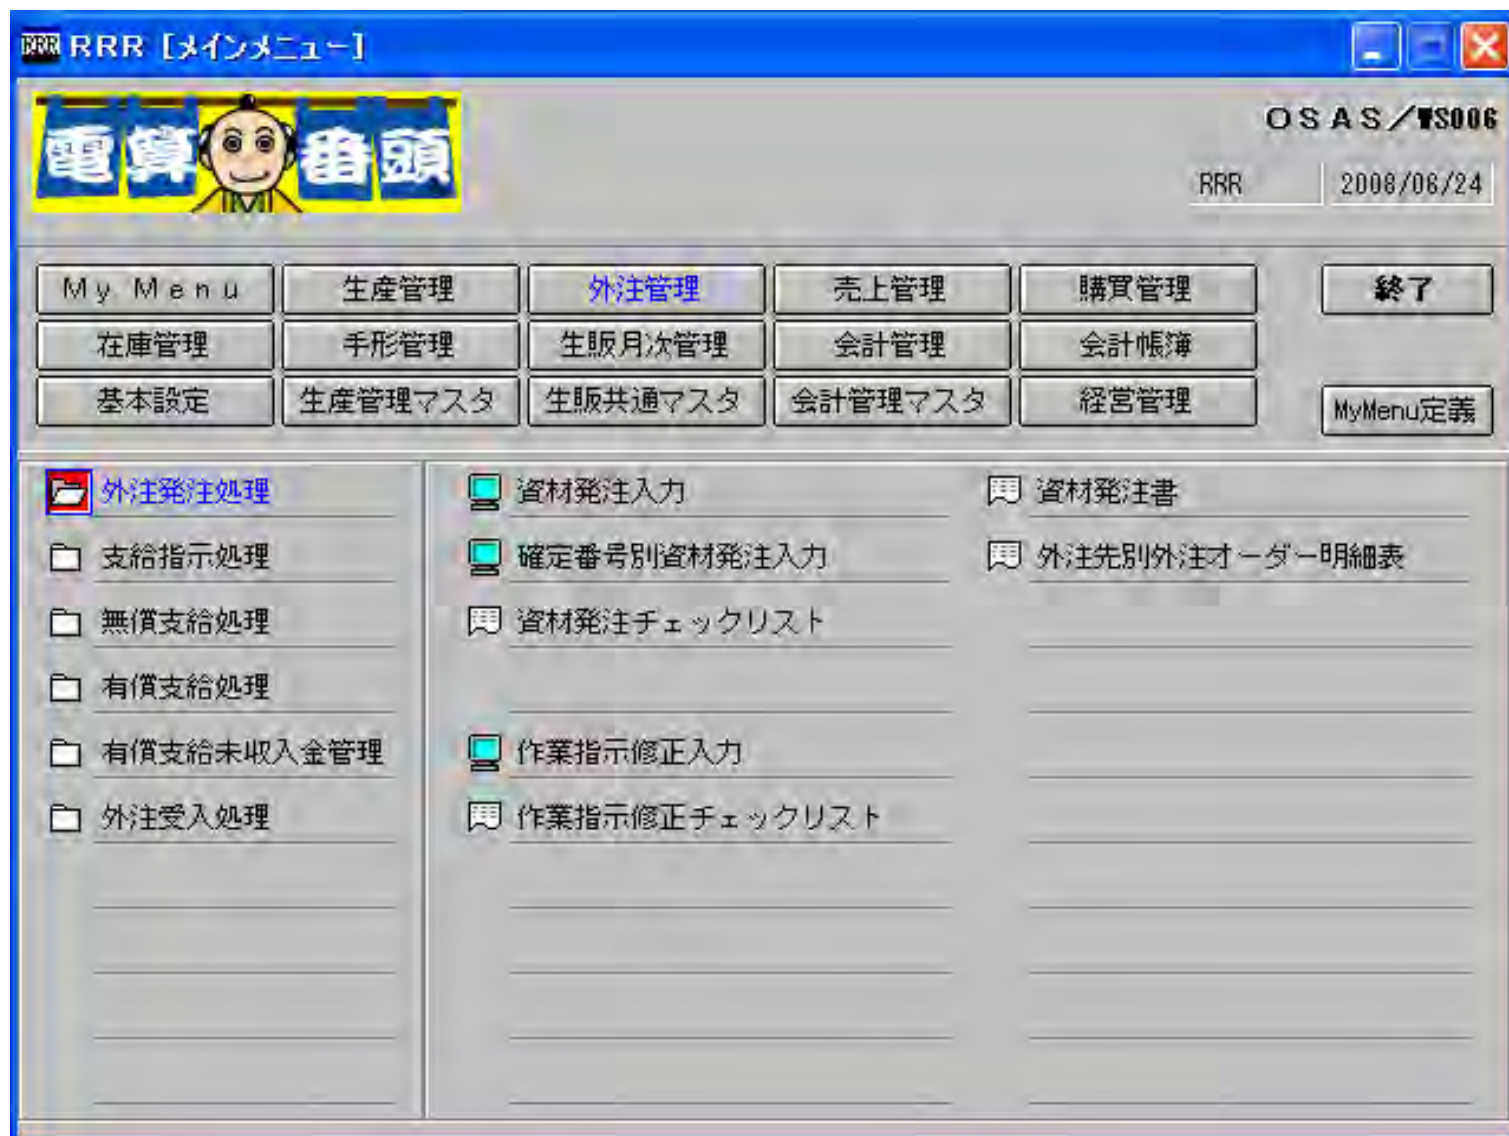 RRR RRR [メインメニュー]
電算番頭
OSAS/WS006
RRR 2008/06/24
My Menu 生産管理 外注管理 売上管理 購買管理 終了
在庫管理 手形管理 生販月次管理 会計管理 会計帳簿
基本設定 生産管理マスタ 生販共通マスタ 会計管理マスタ 経営管理 MyMenu定義
外注発注処理 資材発注入力 資材発注書
支給指示処理 確定番号別資材発注入力 外注先別外注オーダー明細表
無償支給処理 資材発注チェックリスト
有償支給処理
有償支給未収入金管理 作業指示修正入力
外注受入処理 作業指示修正チェックリスト